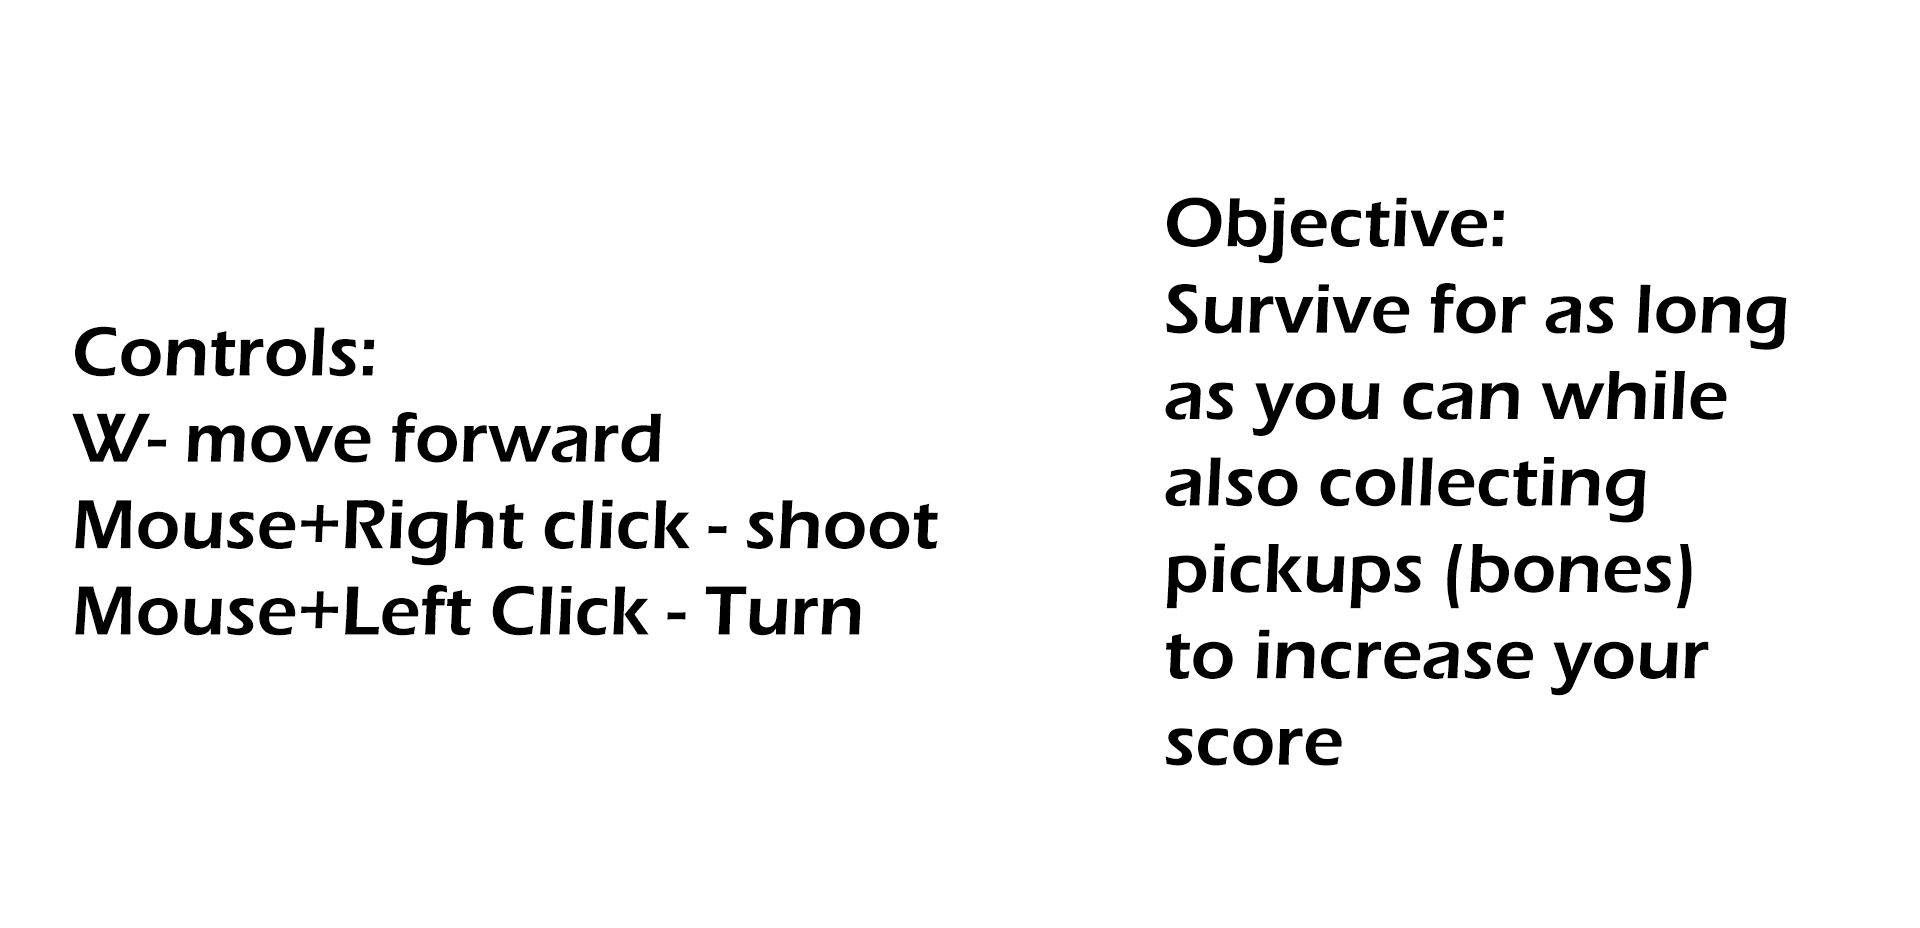 Controls:
W- move forward
Mouse+Right click - shoot
Mouse+Left Click - Turn
Objective:
Survive for as long
as you can while
also collecting
pickups (bones)
to increase your
score